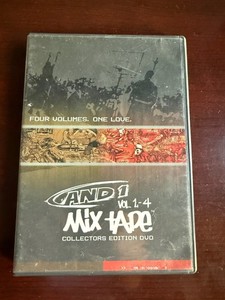 FOUR VOLUMES. ONE LOVE.
AND 1
VOL 1-4
MIX TAPE
COLLECTORS EDITION DVD